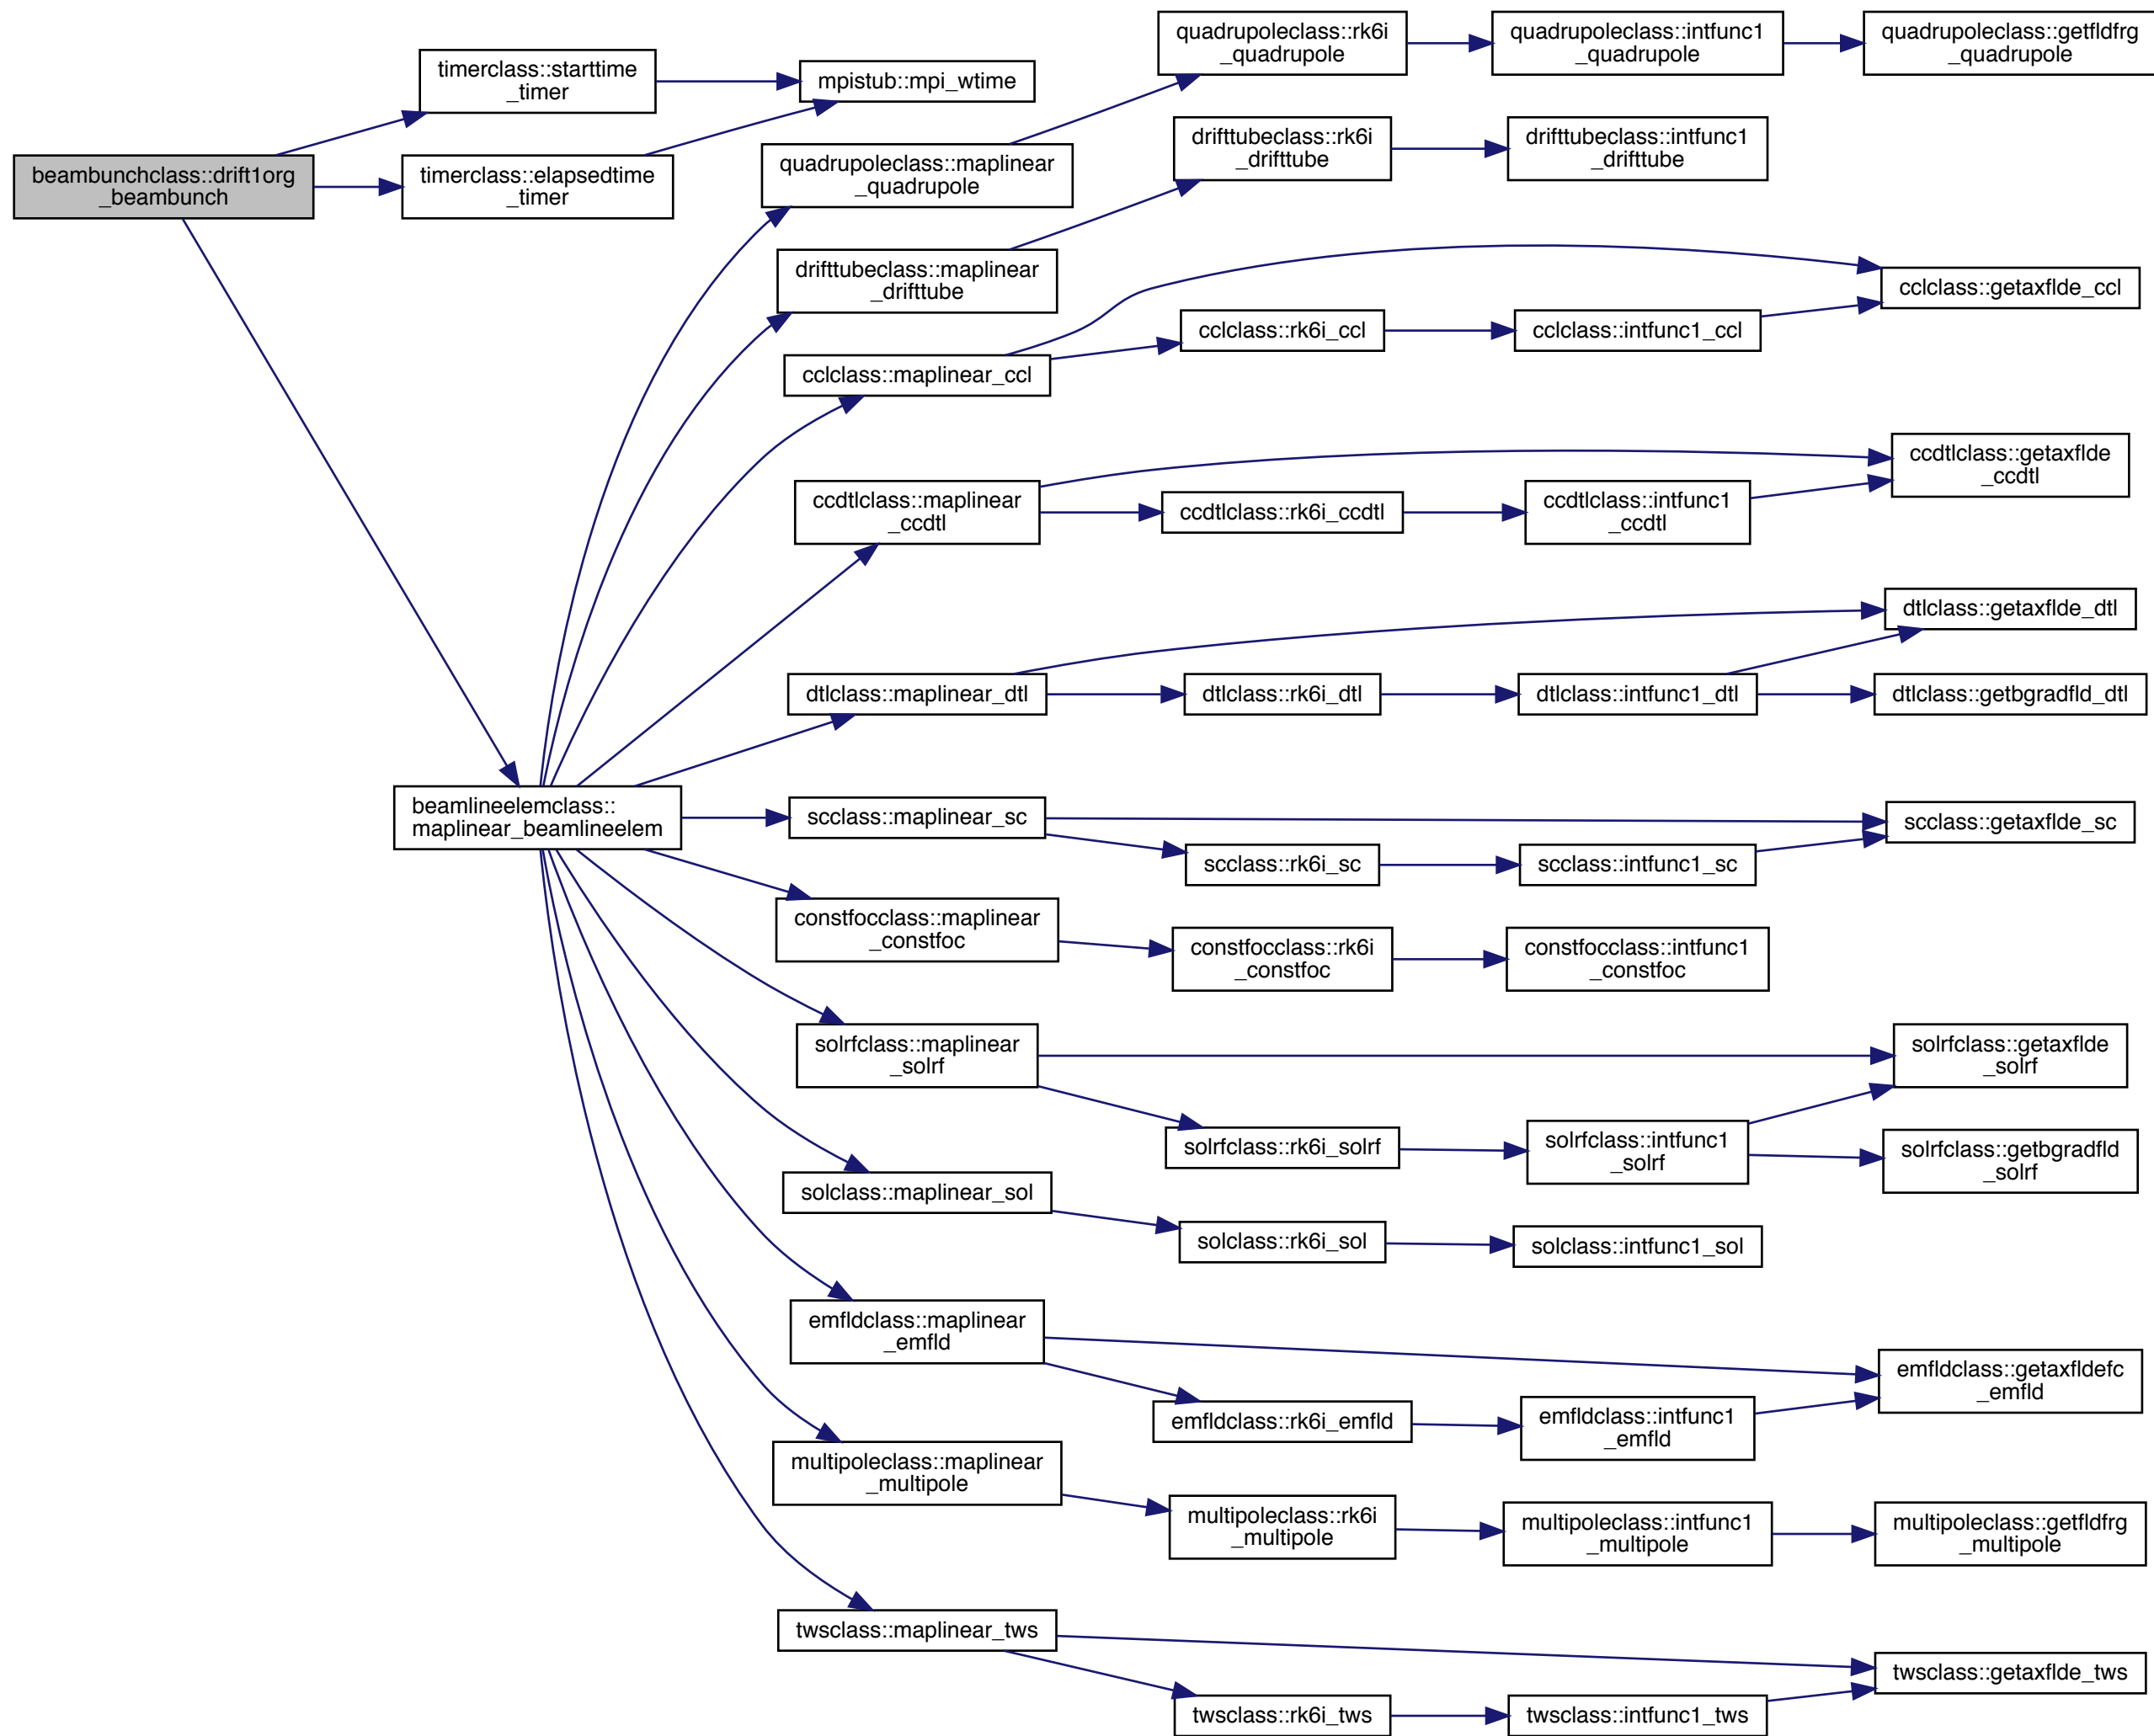 beambunchclass::drift1org
_beambunch
timerclass::starttime
_timer
timerclass::elapsedtime
_timer
mpistub::mpi_wtime
beamlineelemclass::
maplinear_beamlineelem
quadrupoleclass::maplinear
_quadrupole
quadrupoleclass::rk6i
_quadrupole
quadrupoleclass::intfunc1
_quadrupole
quadrupoleclass::getfldfrg
_quadrupole
drifttubeclass::maplinear
_drifttube
drifttubeclass::rk6i
_drifttube
drifttubeclass::intfunc1
_drifttube
cclclass::maplinear_ccl
cclclass::rk6i_ccl
cclclass::intfunc1_ccl
cclclass::getaxflde_ccl
ccdtlclass::maplinear
_ccdtl
ccdtlclass::rk6i_ccdtl
ccdtlclass::intfunc1
_ccdtl
ccdtlclass::getaxflde
_ccdtl
dtlclass::maplinear_dtl
dtlclass::rk6i_dtl
dtlclass::intfunc1_dtl
dtlclass::getaxflde_dtl
dtlclass::getbgradfld_dtl
scclass::maplinear_sc
scclass::rk6i_sc
scclass::intfunc1_sc
scclass::getaxflde_sc
constfocclass::maplinear
_constfoc
constfocclass::rk6i
_constfoc
constfocclass::intfunc1
_constfoc
solrfclass::maplinear
_solrf
solrfclass::rk6i_solrf
solrfclass::intfunc1
_solrf
solrfclass::getaxflde
_solrf
solrfclass::getbgradfld
_solrf
solclass::maplinear_sol
solclass::rk6i_sol
solclass::intfunc1_sol
emfldclass::maplinear
_emfld
emfldclass::rk6i_emfld
emfldclass::intfunc1
_emfld
emfldclass::getaxfldefc
_emfld
multipoleclass::maplinear
_multipole
multipoleclass::rk6i
_multipole
multipoleclass::intfunc1
_multipole
multipoleclass::getfldfrg
_multipole
twsclass::maplinear_tws
twsclass::rk6i_tws
twsclass::intfunc1_tws
twsclass::getaxflde_tws